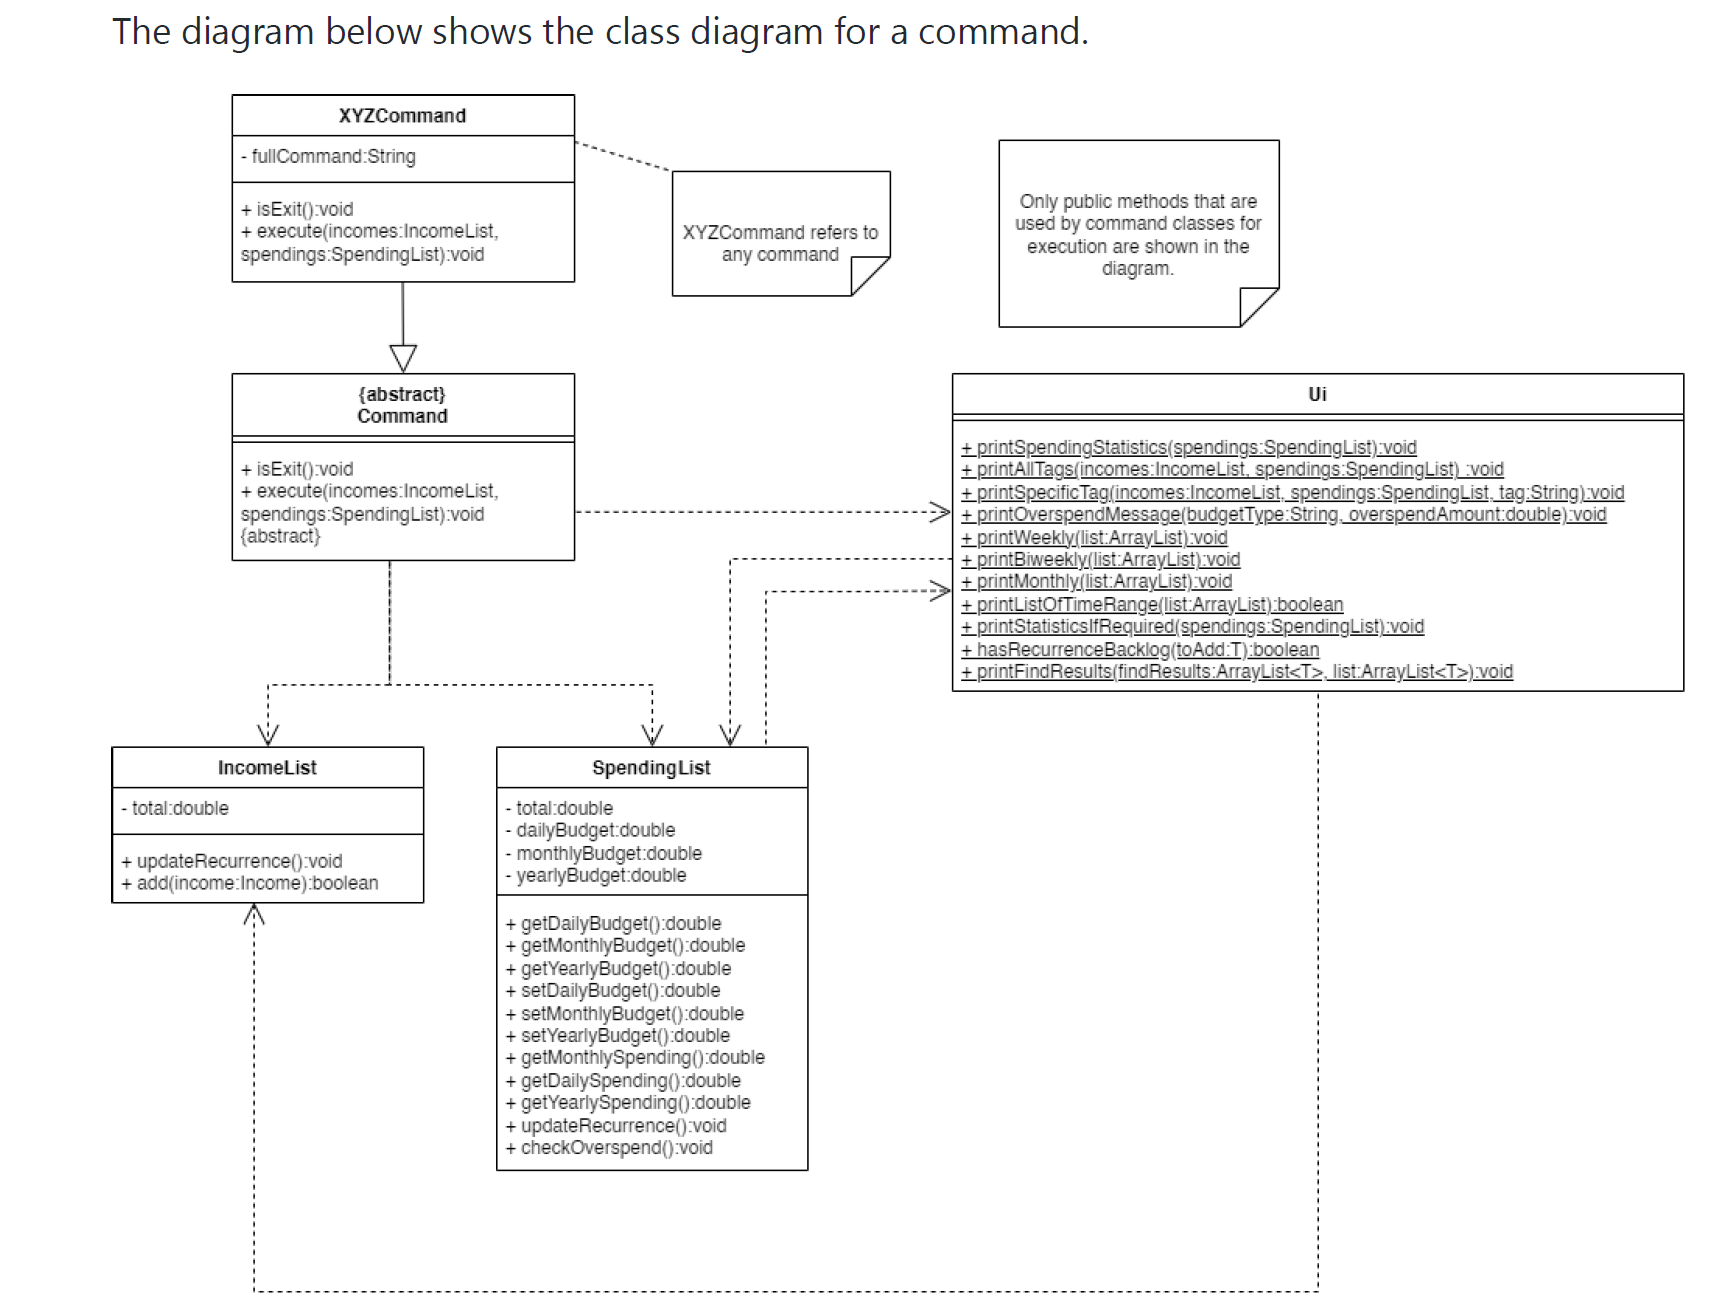 The diagram below shows the class diagram for a command.
XYZCommand
- fullCommand:String
+ isExit():void
+ execute(incomes:IncomeList,
spendings:SpendingList):void
XYZCommand refers to
any command
Only public methods that are
used by command classes for
execution are shown in the
diagram.
{abstract}
Command
+ isExit():void
+ execute(incomes:IncomeList,
spendings:SpendingList):void
{abstract}
Ui
+ printSpendingStatistics(spendings:SpendingList):void
+ printAllTags(incomes:IncomeList, spendings:SpendingList) :void
+ printSpecificTag(incomes:IncomeList, spendings:SpendingList, tag:String):void
+ printOverspendMessage(budgetType:String, overspendAmount:double):void
+ printWeekly(list:ArrayList):void
+ printBiweekly(list:ArrayList):void
+ printMonthly(list:ArrayList):void
+ printListOfTimeRange(list:ArrayList):boolean
+ printStatisticsIfRequired(spendings:SpendingList):void
+ hasRecurrenceBacklog(toAdd:T):boolean
+ printFindResults(findResults:ArrayList<T>, list:ArrayList<T>):void
IncomeList
- total:double
+ updateRecurrence():void
+ add(income:Income):boolean
SpendingList
- total:double
- dailyBudget:double
- monthlyBudget:double
- yearlyBudget:double
+ getDailyBudget():double
+ getMonthlyBudget():double
+ getYearlyBudget():double
+ setDailyBudget():double
+ setMonthlyBudget():double
+ setYearlyBudget():double
+ getMonthlySpending():double
+ getDailySpending():double
+ getYearlySpending():double
+ updateRecurrence():void
+ checkOverspend():void